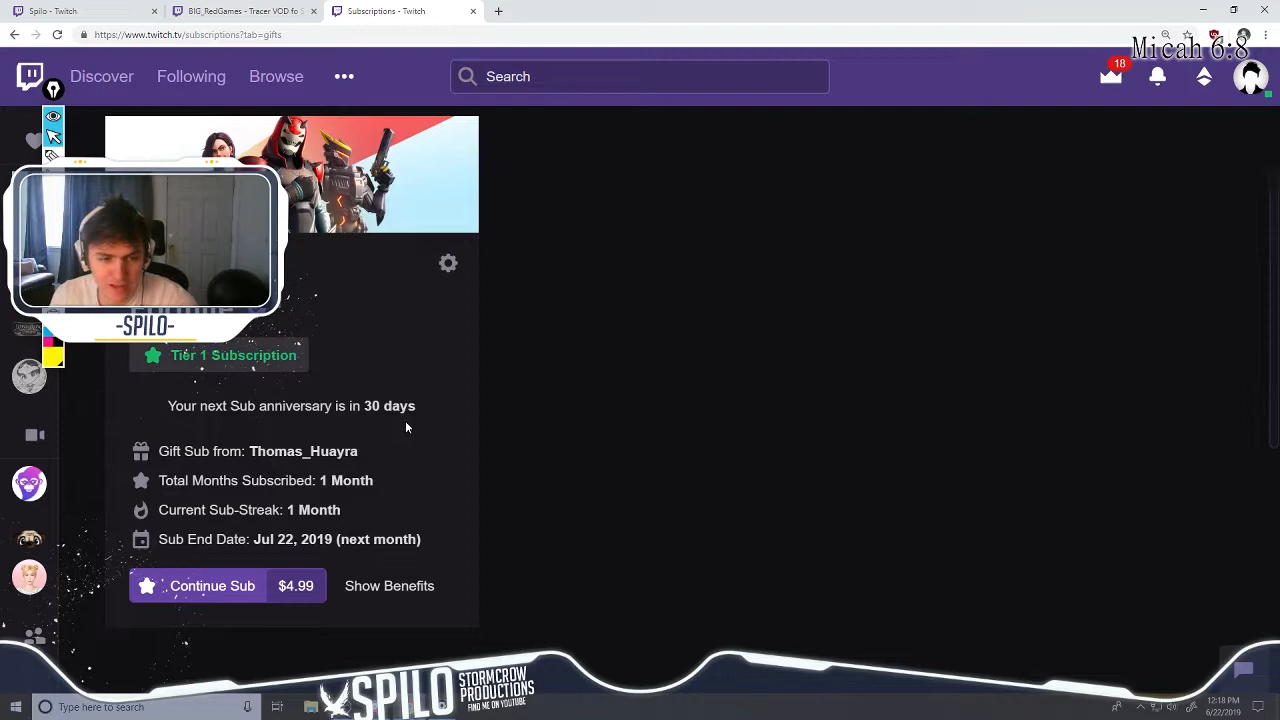 Spilo - Twitch
BIG_RedGames - Tracer VOD fo S
Subscriptions - Twitch
https://www.twitch.tv/subscriptions?tab=gifts
Micah 6:8
Discover
Following
Browse
Search
18
-SPILO-
Tier 1 Subscription
Your next Sub anniversary is in 30 days
Gift Sub from: Thomas_Huayra
Total Months Subscribed: 1 Month
Current Sub-Streak: 1 Month
Sub End Date: Jul 22, 2019 (next month)
Continue Sub $4.99 Show Benefits
SPILO
STORMCROW
PRODUCTIONS
FIND ME ON YOUTUBE
Type here to search
12:18 PM
6/22/2019